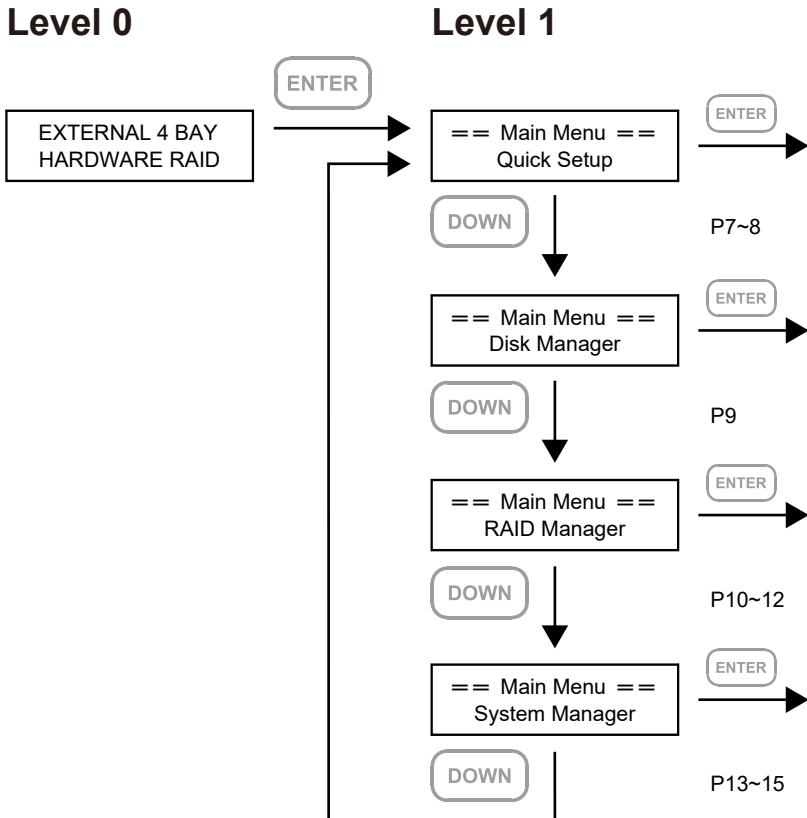 Level 0
Level 1
ENTER
EXTERNAL 4 BAY
HARDWARE RAID
== Main Menu ==
Quick Setup
ENTER
DOWN
P7~8
== Main Menu ==
Disk Manager
ENTER
DOWN
P9
== Main Menu ==
RAID Manager
ENTER
DOWN
P10~12
== Main Menu ==
System Manager
ENTER
DOWN
P13~15